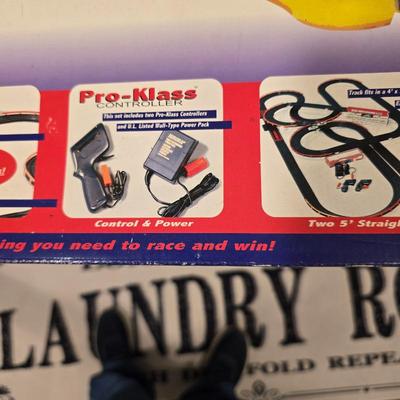 Pro-Klass
CONTROLLER
This set includes two Pro-Klass Controllers
and U.L. Listed Wall-Type Power Pack
Control & Power
Track fits in a 4' x
Two 5' Straigh
ing you need to race and win!
LAUNDRY RO
FOLD REPEA